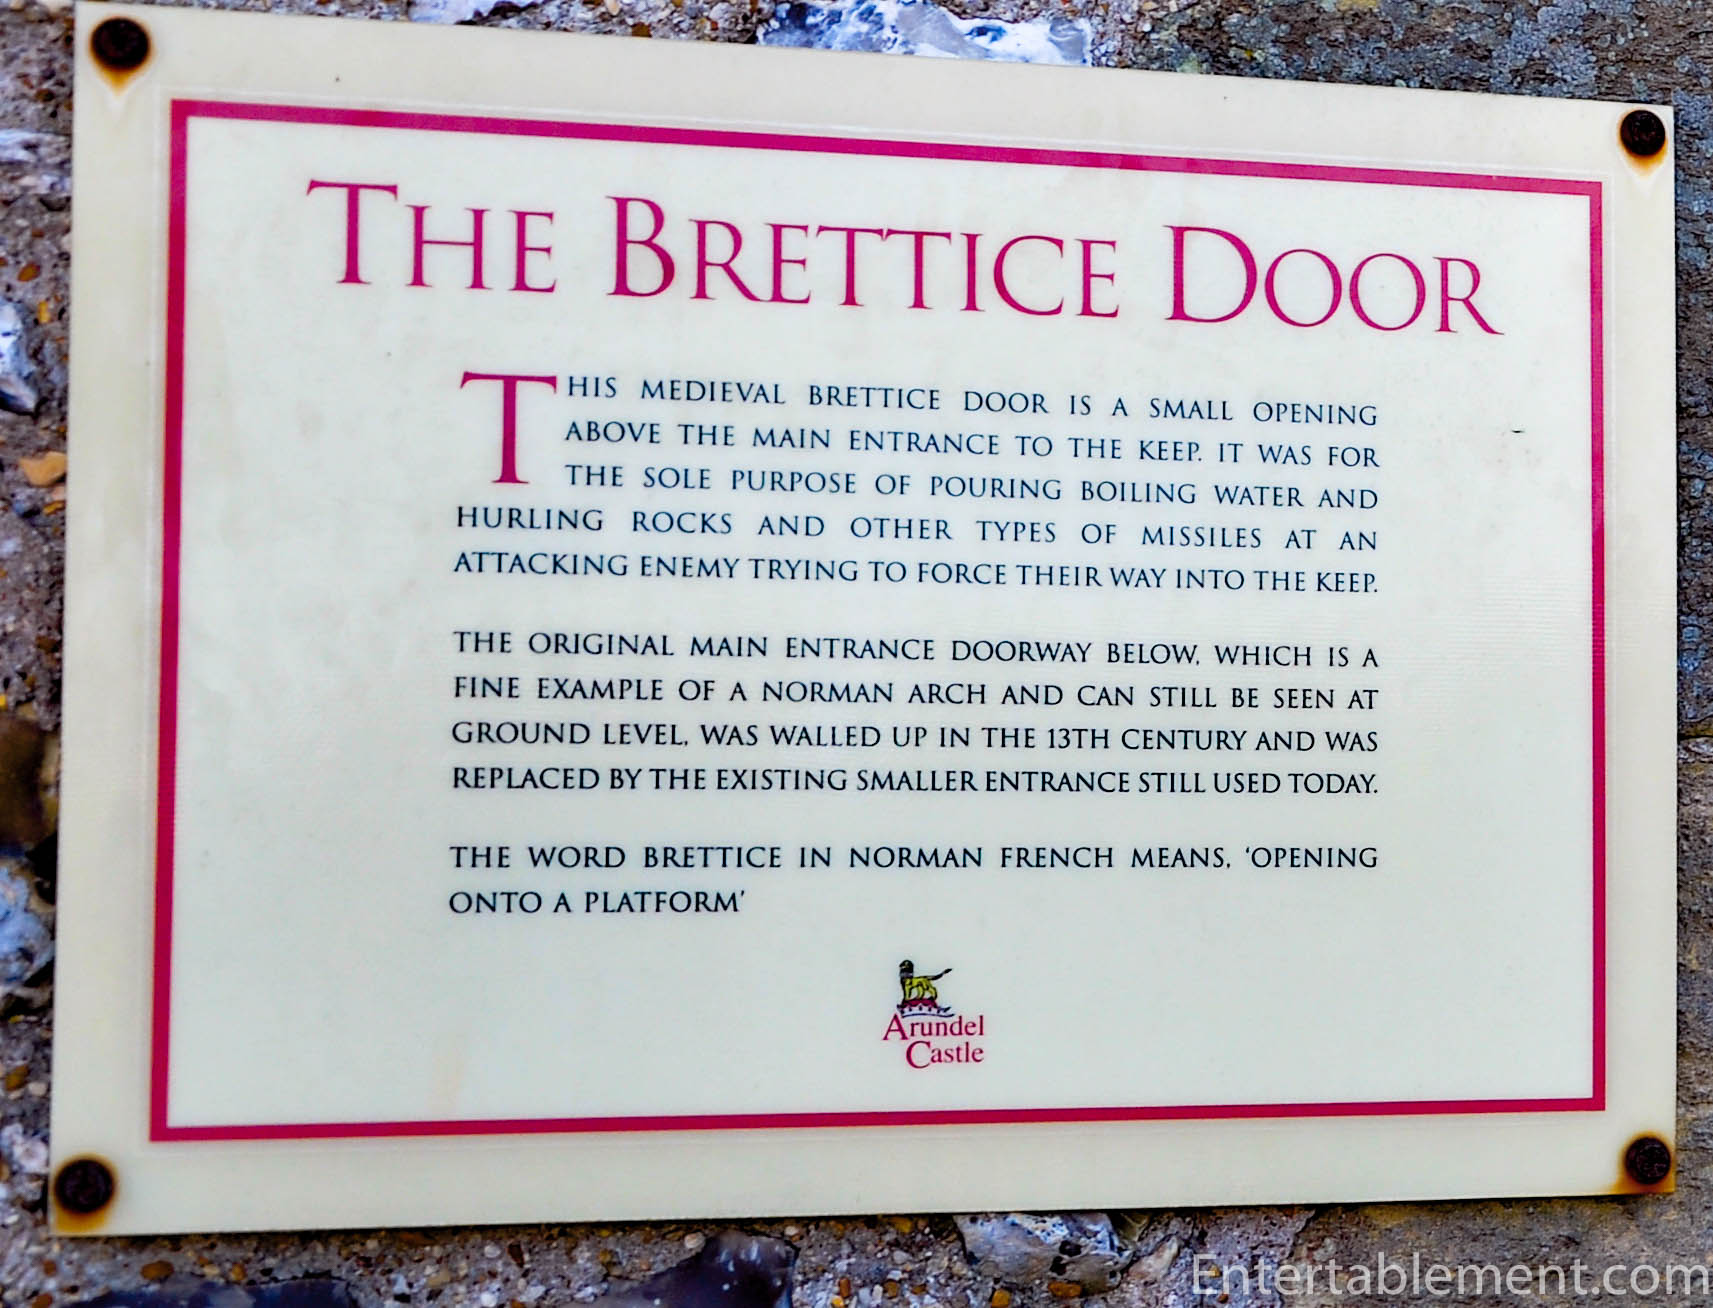 THE BRETTICE DOOR
THIS MEDIEVAL BRETTICE DOOR IS A SMALL OPENING
ABOVE THE MAIN ENTRANCE TO THE KEEP. IT WAS FOR
THE SOLE PURPOSE OF POURING BOILING WATER AND
HURLING ROCKS AND OTHER TYPES OF MISSILES AT AN
ATTACKING ENEMY TRYING TO FORCE THEIR WAY INTO THE KEEP.
THE ORIGINAL MAIN ENTRANCE DOORWAY BELOW, WHICH IS A
FINE EXAMPLE OF A NORMAN ARCH AND CAN STILL BE SEEN AT
GROUND LEVEL, WAS WALLED UP IN THE 13TH CENTURY AND WAS
REPLACED BY THE EXISTING SMALLER ENTRANCE STILL USED TODAY.
THE WORD BRETTICE IN NORMAN FRENCH MEANS, ‘OPENING
ONTO A PLATFORM’
Arundel
Castle
Entertablement.com